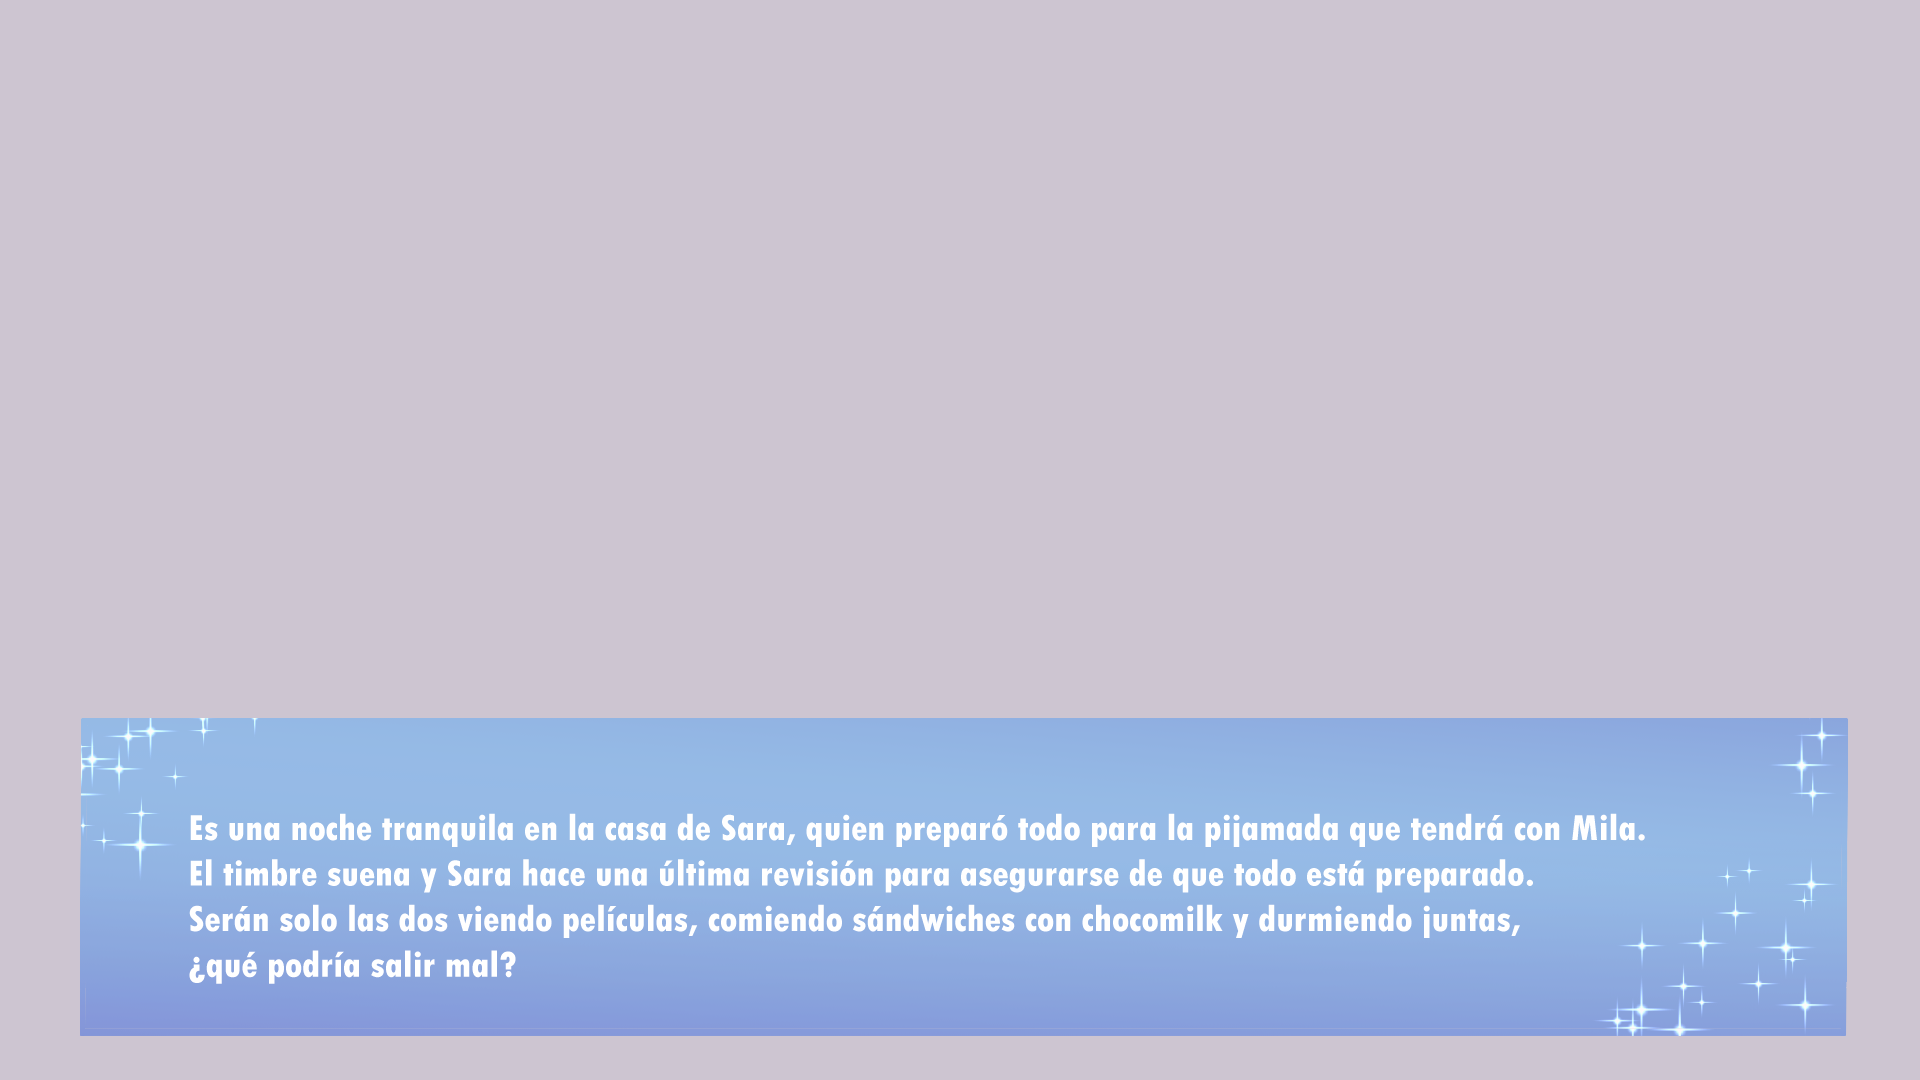 Es una noche tranquila en la casa de Sara, quien preparó todo para la pijamada que tendrá con Mila.
El timbre suena y Sara hace una última revisión para asegurarse de que todo está preparado.
Serán solo las dos viendo películas, comiendo sándwiches con chocomilk y durmiendo juntas,
¿qué podría salir mal?